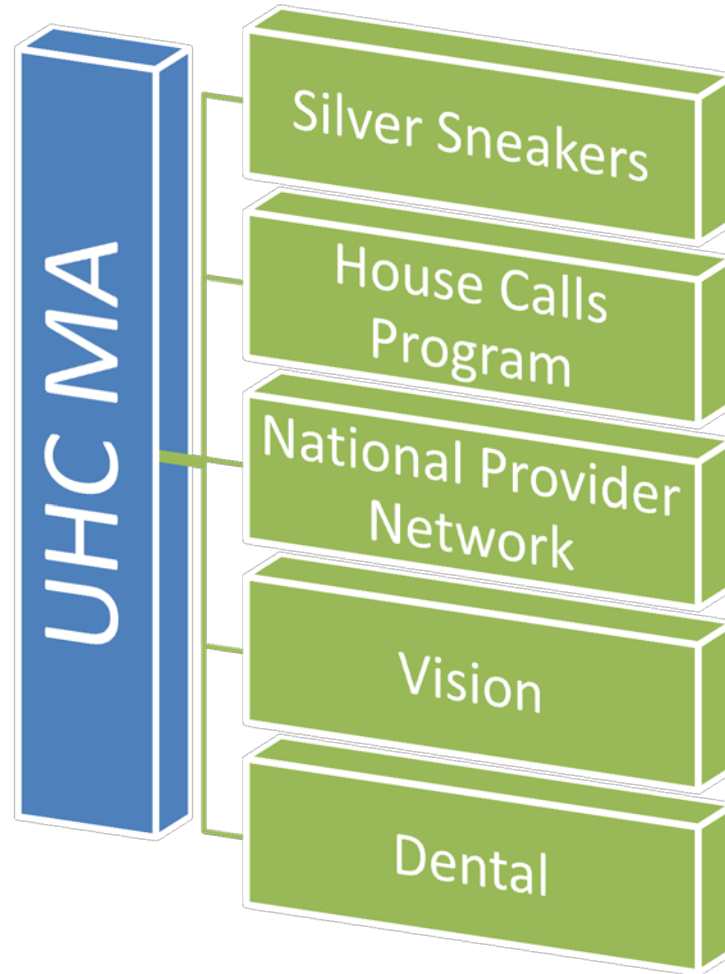 UHC MA
Silver Sneakers
House Calls
Program
National Provider
Network
Vision
Dental